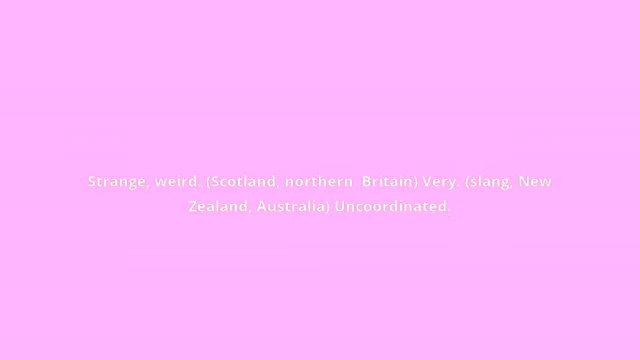 Strange, weird. (Scotland, northern Britain) Very. (slang, New
Zealand, Australia) Uncoordinated.